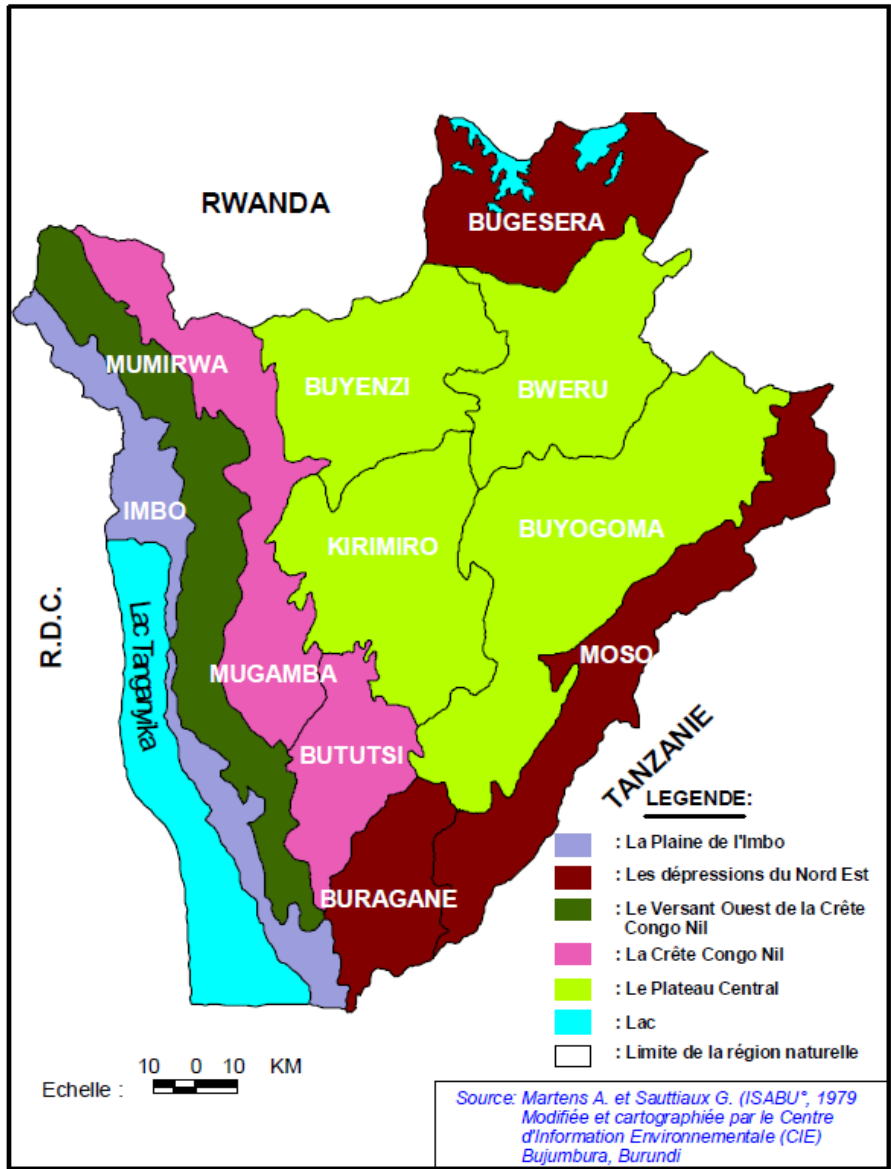 RWANDA
BUGESERA
MUMIRWA
BUYENZI
BWERU
IMBO
KIRIMIRO
BUYOGOMA
R.D.C.
Lac Tanganyika
MUGAMBA
MOSO
BUTUTSI
TANZANIE
BURAGANE
LEGENDE:
: La Plaine de l'Imbo
: Les dépressions du Nord Est
: Le Versant Ouest de la Crête
Congo Nil
: La Crête Congo Nil
: Le Plateau Central
: Lac
: Limite de la région naturelle
10 0 10 KM
Echelle :
Source: Martens A. et Sauttiaux G. (ISABU°, 1979
Modifiée et cartographiée par le Centre
d'Information Environnementale (CIE)
Bujumbura, Burundi